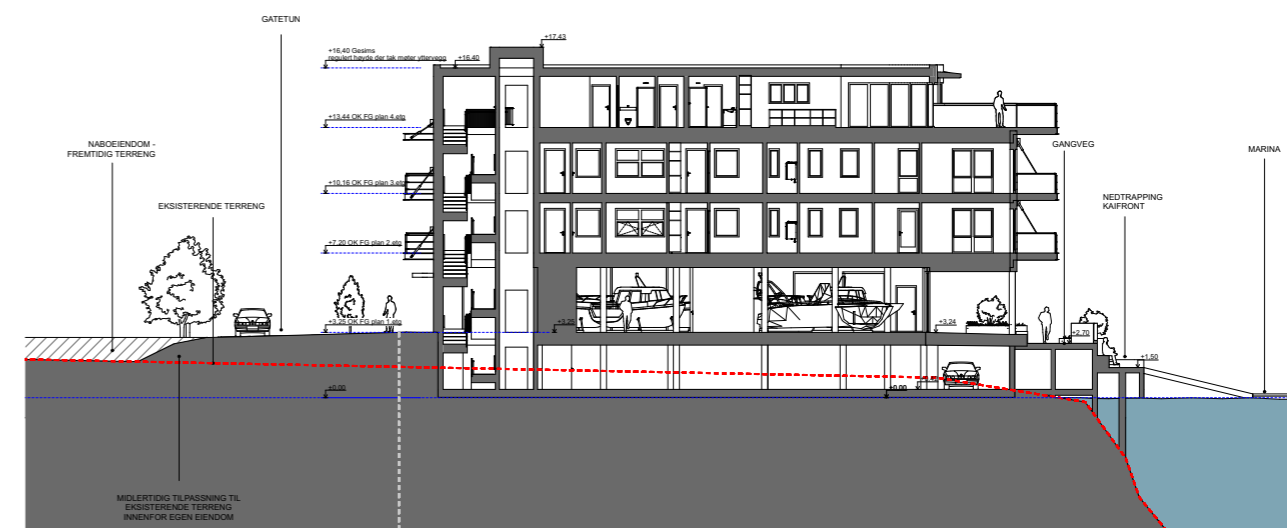 GATETUN
+17,43
+16,40 Gesims
regulert høyde der tak møter yttervegg
+16,40
+13,44 OK FG plan 4.etg
NABOEIENDOM -
FREMTIDIG TERRENG
GANGVEG
MARINA
+10,16 OK FG plan 3.etg
EKSISTERENDE TERRENG
NEDTRAPPING
KAIFRONT
+7,20 OK FG plan 2.etg
+3,25 OK FG plan 1.etg
+3,25
+3,24
+2,70
+1,50
±0,00
±0,00
MIDLERTIDIG TILPASSNING TIL
EKSISTERENDE TERRENG
INNENFOR EGEN EIENDOM